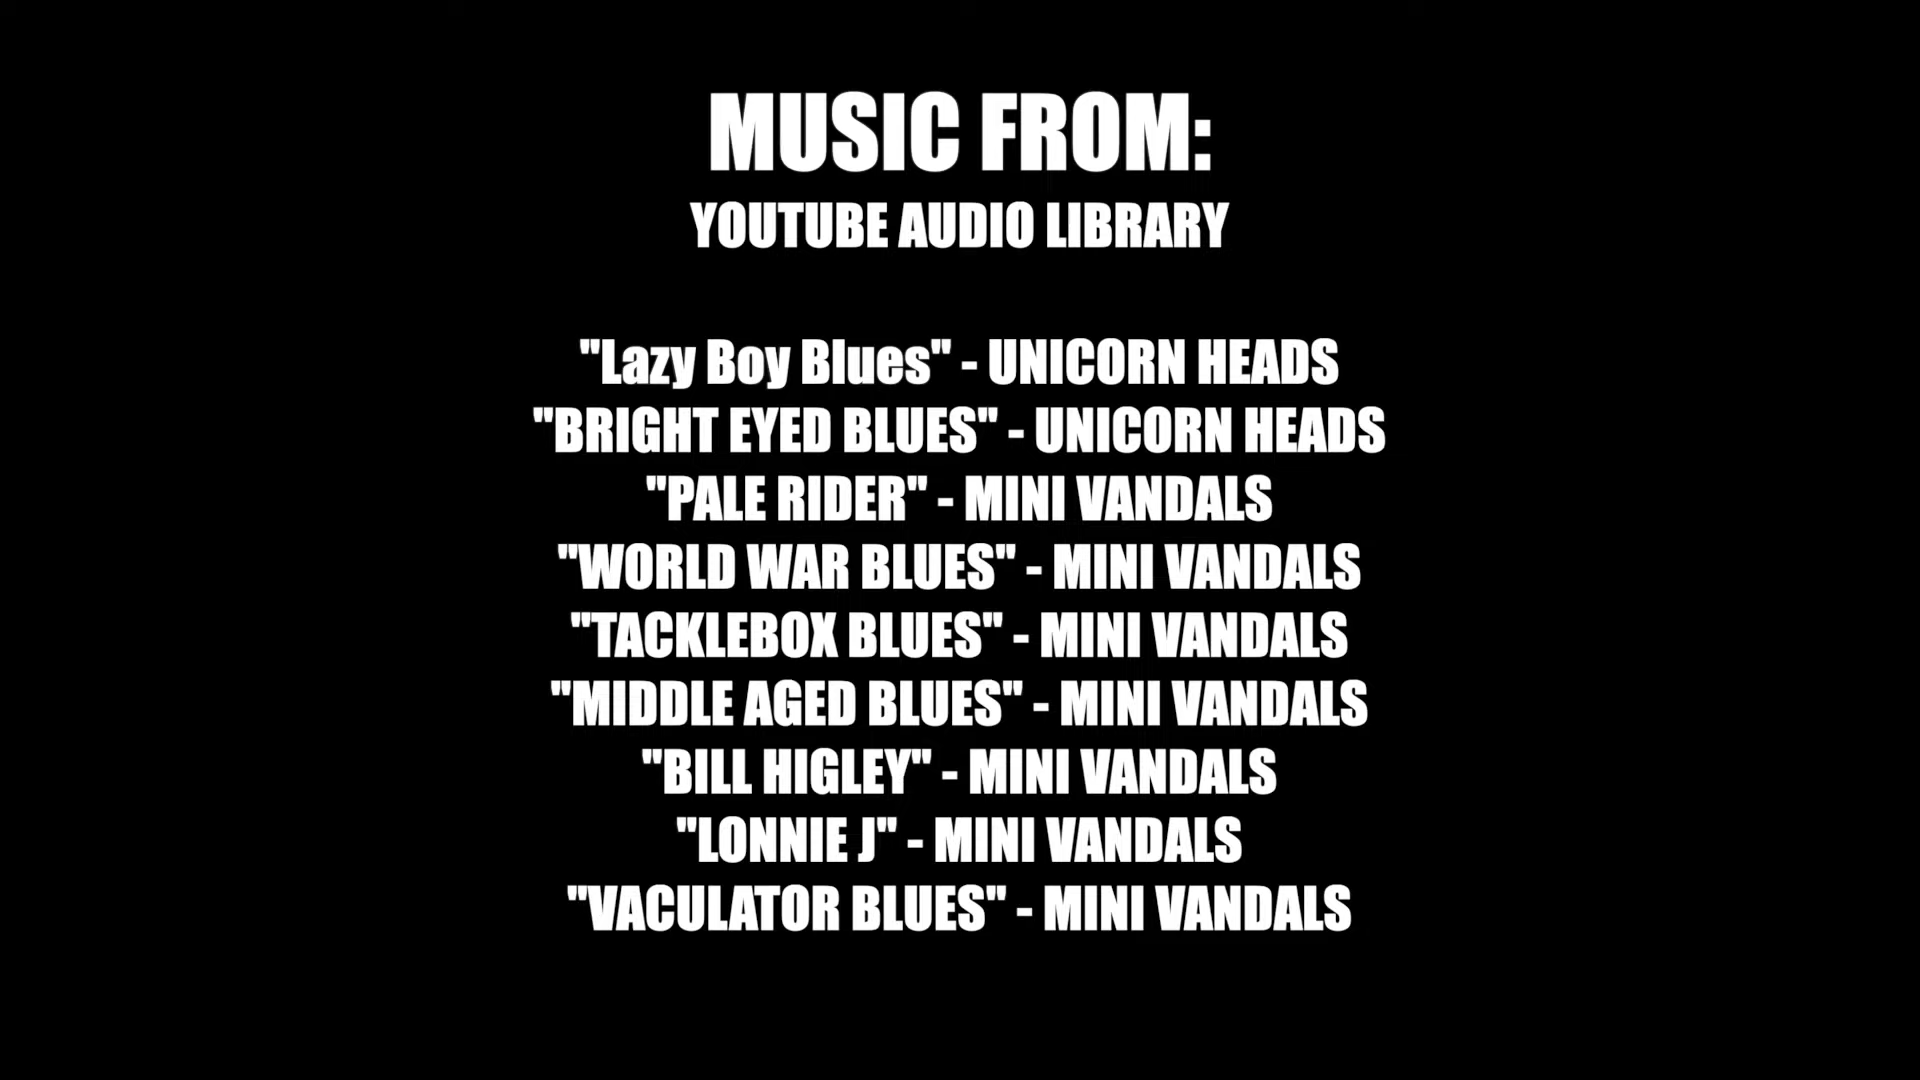 MUSIC FROM:
YOUTUBE AUDIO LIBRARY
"Lazy Boy Blues" - UNICORN HEADS
"BRIGHT EYED BLUES" - UNICORN HEADS
"PALE RIDER" - MINI VANDALS
"WORLD WAR BLUES" - MINI VANDALS
"TACKLEBOX BLUES" - MINI VANDALS
"MIDDLE AGED BLUES" - MINI VANDALS
"BILL HIGLEY" - MINI VANDALS
"LONNIE J" - MINI VANDALS
"VACULATOR BLUES" - MINI VANDALS